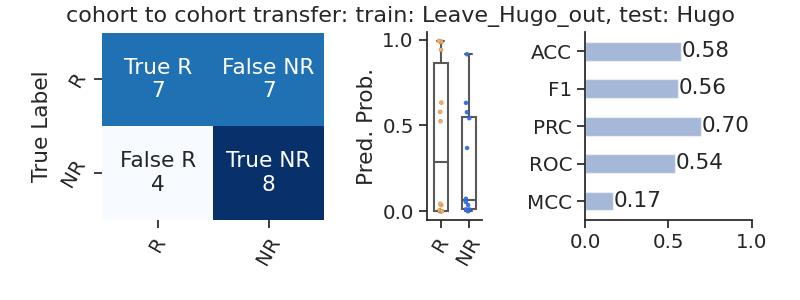 cohort to cohort transfer: train: Leave_Hugo_out, test: Hugo
True Label
R
NR
True R
7
False NR
7
False R
4
True NR
8
R
NR
Pred. Prob.
1.0
0.5
0.0
R
NR
ACC
0.58
F1
0.56
PRC
0.70
ROC
0.54
MCC
0.17
0.0
0.5
1.0